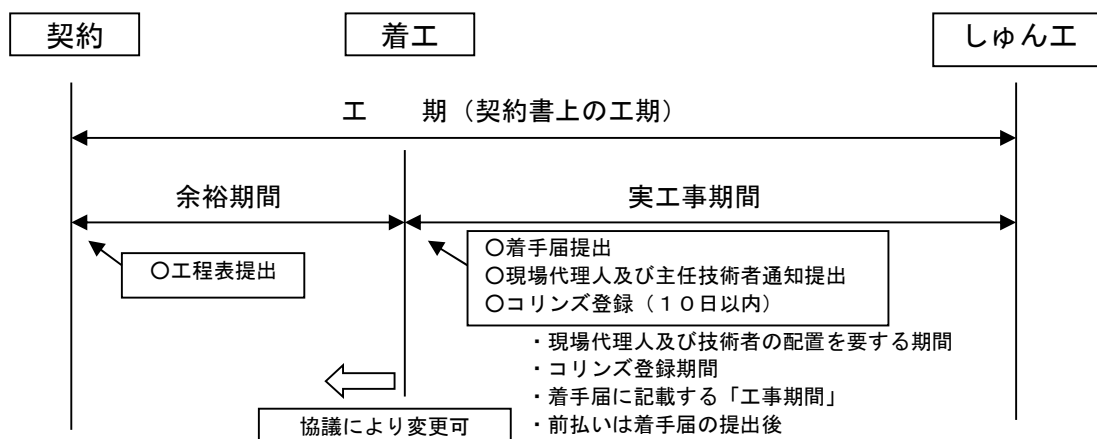 契約
着工
しゅん工
工　　期（契約書上の工期）
余裕期間
実工事期間
〇工程表提出
〇着手届提出
〇現場代理人及び主任技術者通知提出
〇コリンズ登録（１０日以内）
・現場代理人及び技術者の配置を要する期間
・コリンズ登録期間
・着手届に記載する「工事期間」
・前払いは着手届の提出後
協議により変更可